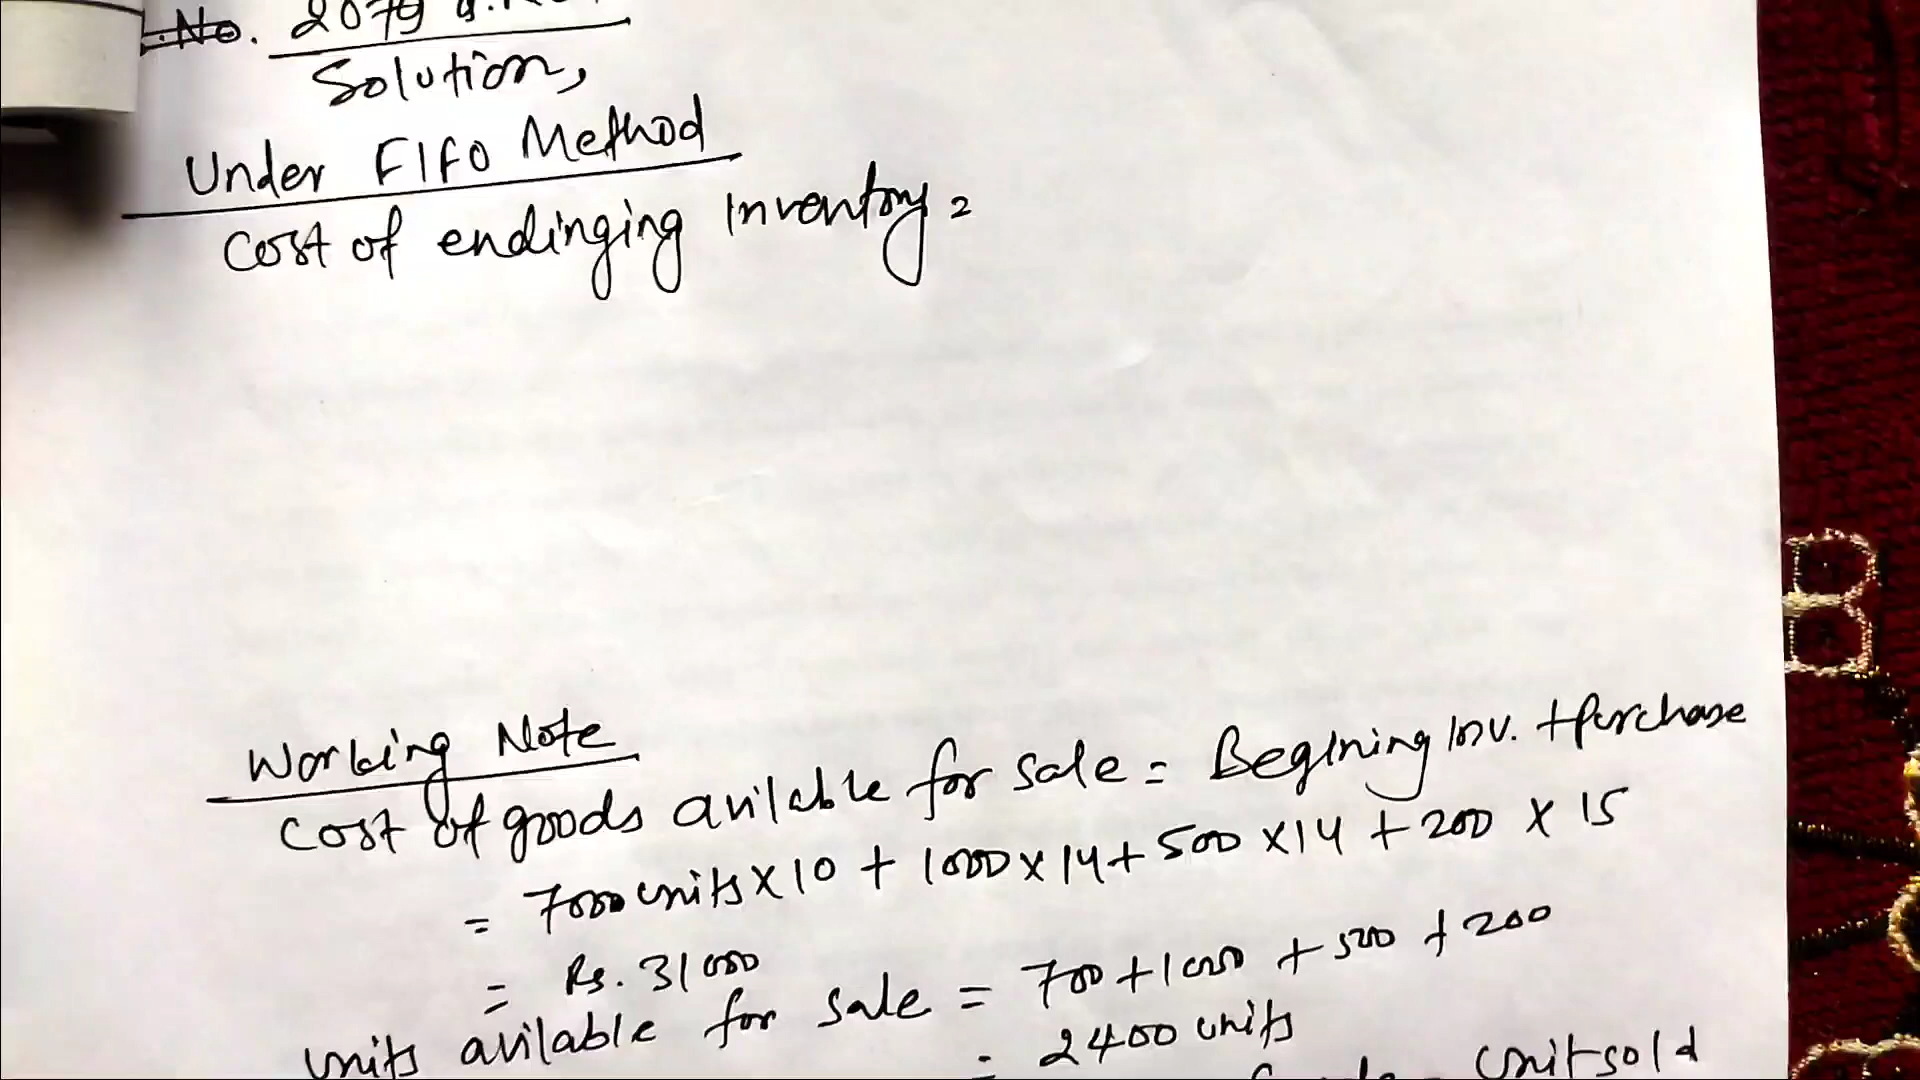 No. 2079
Solution,
Under FIFO Method
Cost of endinging Inventory =
Working Note
Cost of goods avilable for sale = Begining Inv. + Purchase
= 7000 units X 10 + 1000 X 14 + 500 X 14 + 200 X 15
= Rs. 31000
units avilable for sale = 700 + 1000 + 500 + 200
= 2400 units
unit sold